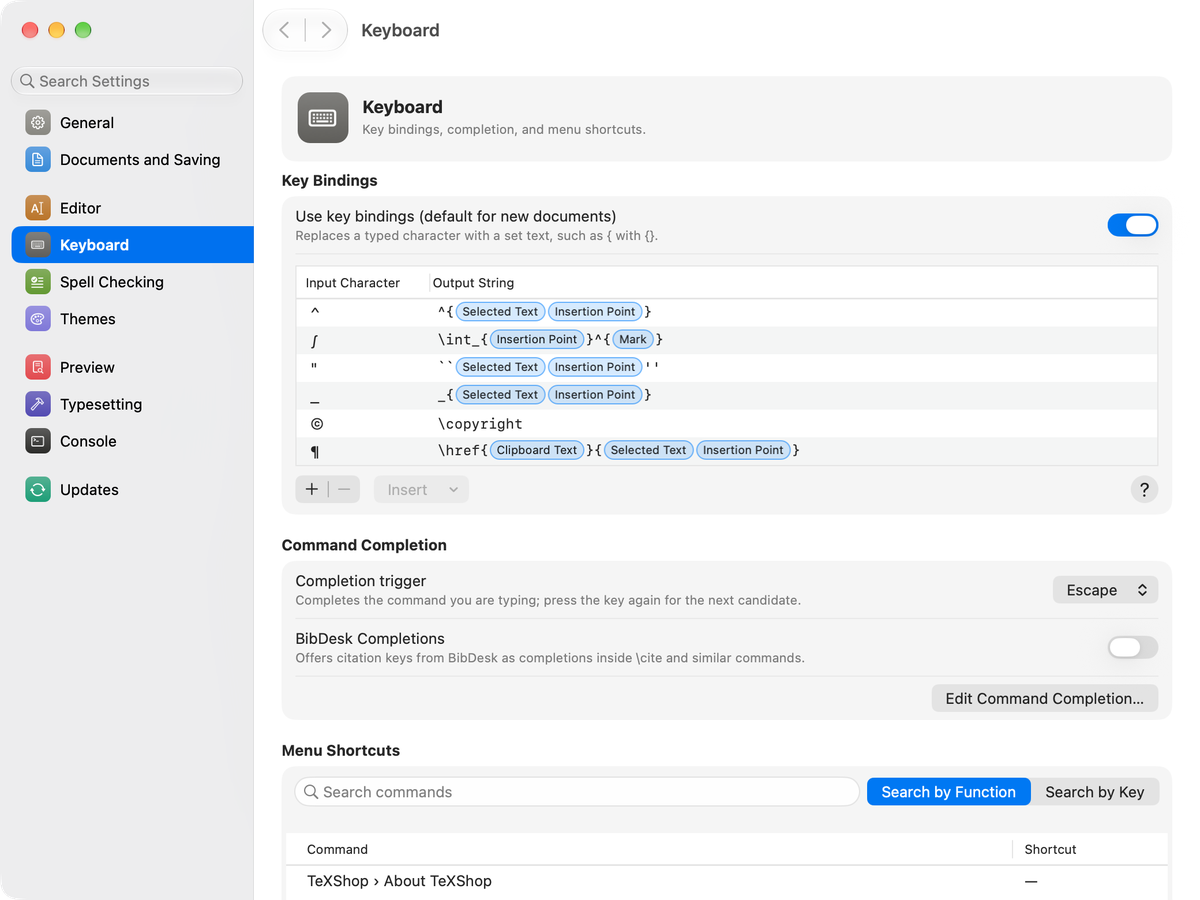 Keyboard
Search Settings
General
Documents and Saving
Editor
Keyboard
Spell Checking
Themes
Preview
Typesetting
Console
Updates
Keyboard
Key bindings, completion, and menu shortcuts.
Key Bindings
Use key bindings (default for new documents)
Replaces a typed character with a set text, such as { with {}.
Input Character Output String
^ ^{Selected Text Insertion Point}
∫ \int_{Insertion Point}^{Mark}
" ``Selected Text Insertion Point''
_ _{Selected Text Insertion Point}
© \copyright
¶ \href{Clipboard Text}{Selected Text Insertion Point}
+ − Insert ?
Command Completion
Completion trigger
Completes the command you are typing; press the key again for the next candidate.
Escape
BibDesk Completions
Offers citation keys from BibDesk as completions inside \cite and similar commands.
Edit Command Completion...
Menu Shortcuts
Search commands Search by Function Search by Key
Command Shortcut
TeXShop › About TeXShop —